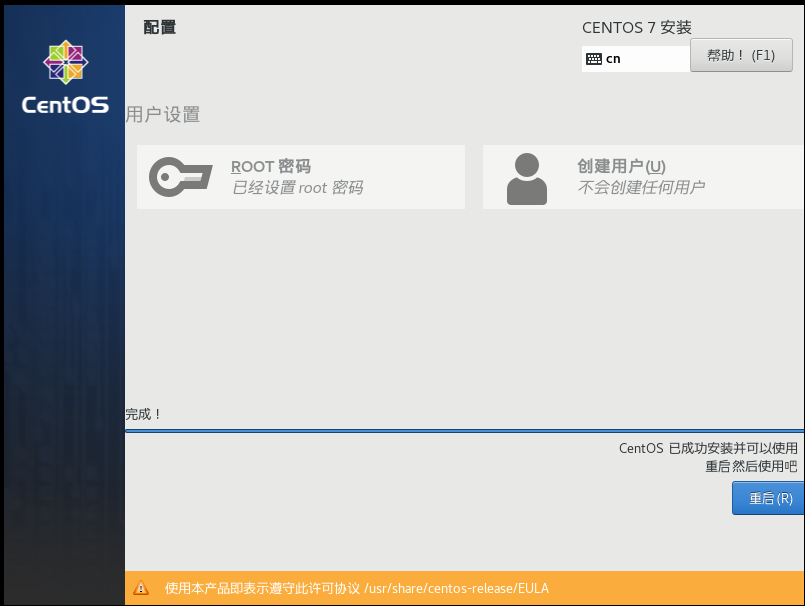 配置
CENTOS 7 安装
cn
帮助！ (F1)
CentOS
用户设置
ROOT 密码
已经设置 root 密码
创建用户(U)
不会创建任何用户
完成！
CentOS 已成功安装并可以使用
重启然后使用吧
重启(R)
使用本产品即表示遵守此许可协议 /usr/share/centos-release/EULA